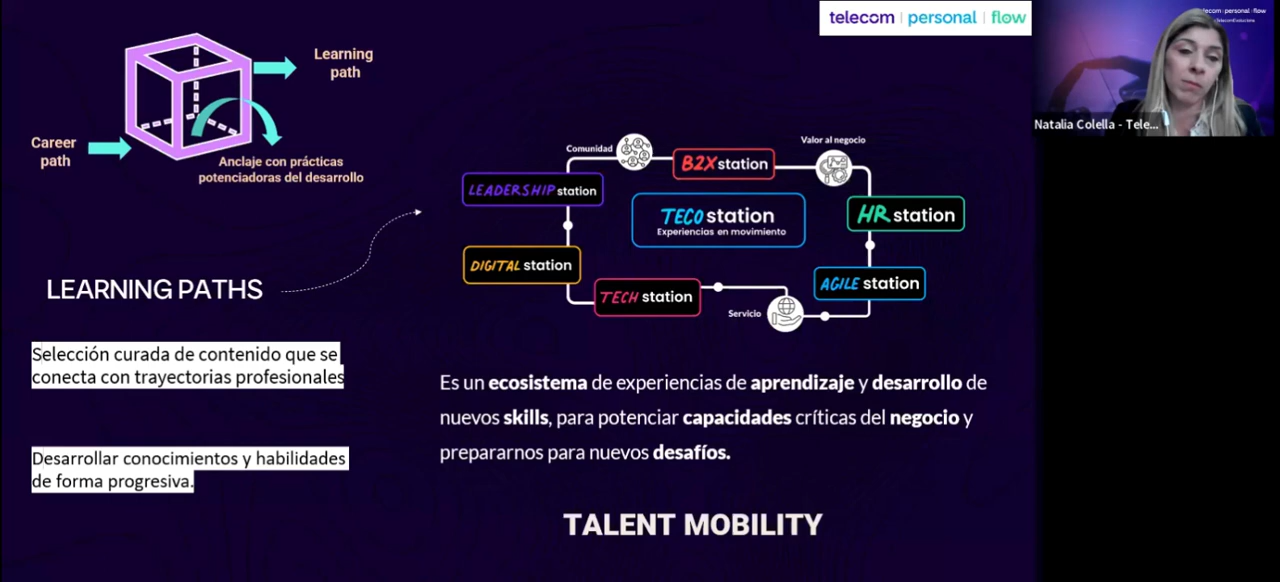 telecom | personal | flow
telecom | personal | flow
Natalia Colella - Tele...
Learning
path
Career
path
Anclaje con prácticas
potenciadoras del desarrollo
Comunidad
B2X station
Valor al negocio
LEADERSHIP station
TECO station
Experiencias en movimiento
HR station
DIGITAL station
TECH station
AGILE station
Servicio
LEARNING PATHS
Selección curada de contenido que se
conecta con trayectorias profesionales
Desarrollar conocimientos y habilidades
de forma progresiva.
Es un ecosistema de experiencias de aprendizaje y desarrollo de
nuevos skills, para potenciar capacidades críticas del negocio y
prepararnos para nuevos desafíos.
TALENT MOBILITY